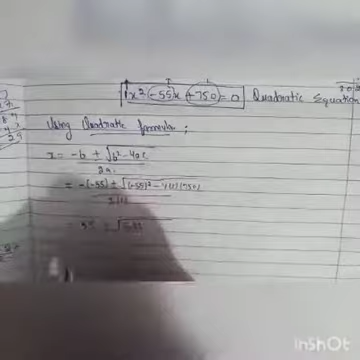 1x² - 55x + 750 = 0 Quadratic Equation
Using Quadratic formula;
x = -b ± √b² - 4ac
2a
= -(-55) ± √(-55)² - 4(1)(750)
2(1)
InShOt